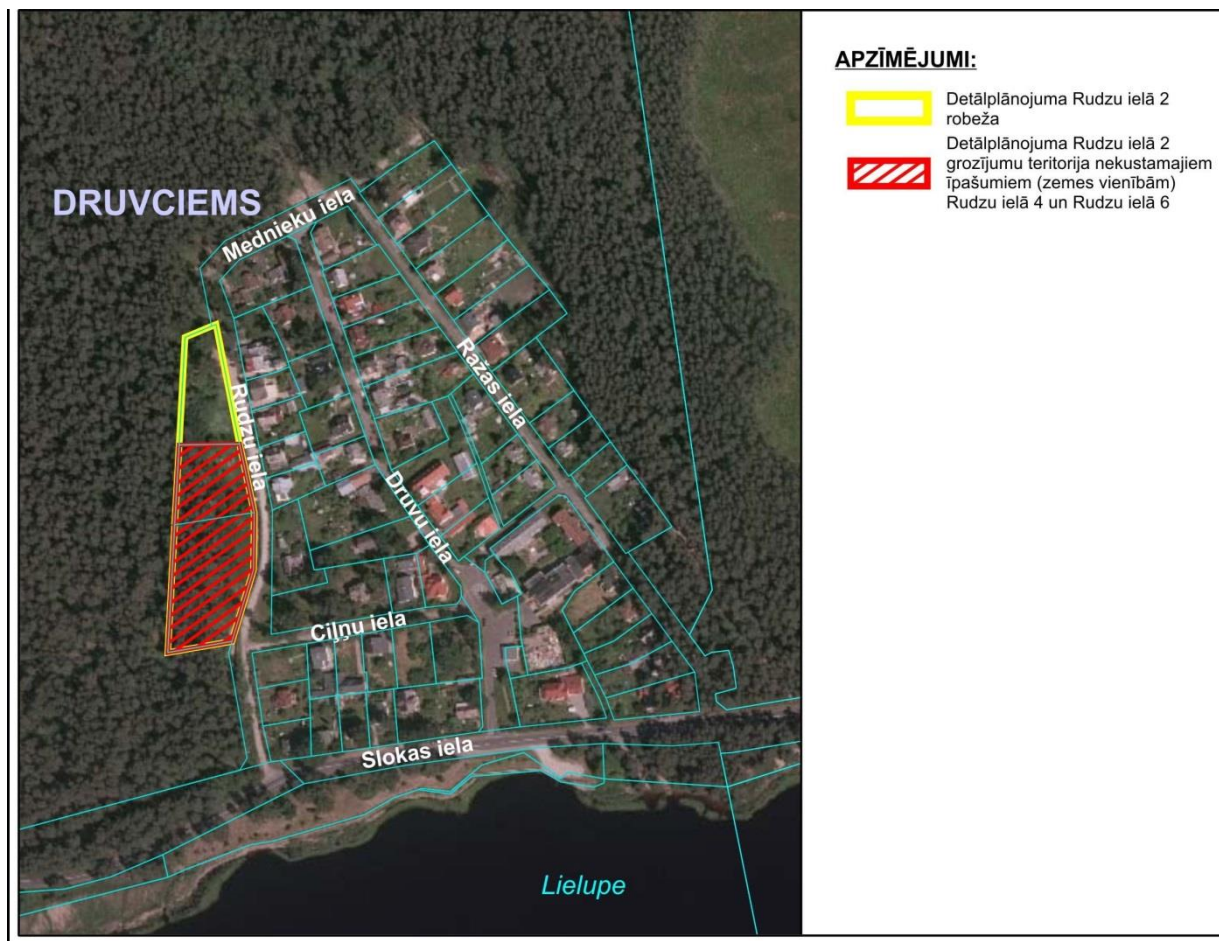 DRUVCIEMS
Mednieku iela
Ražas iela
Rudzu iela
Druvu iela
Ciļņu iela
Slokas iela
Lielupe
APZĪMĒJUMI:
Detālplānojuma Rudzu ielā 2
robeža
Detālplānojuma Rudzu ielā 2
grozījumu teritorija nekustamajiem
īpašumiem (zemes vienībām)
Rudzu ielā 4 un Rudzu ielā 6